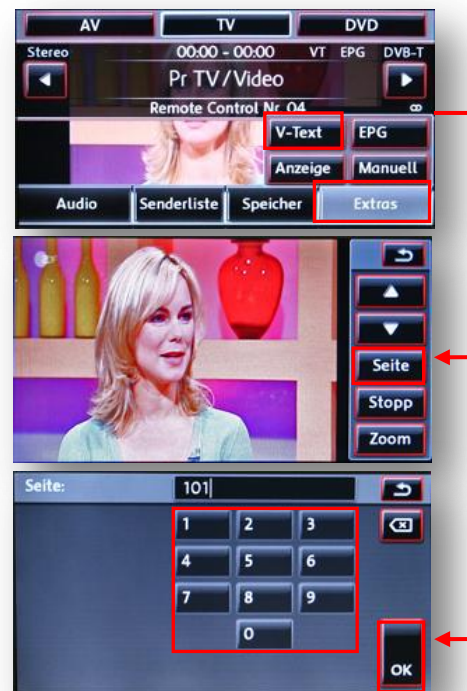 AV TV DVD
Stereo 00:00 - 00:00 VT EPG DVB-T
Pr TV/Video
Remote Control Nr. 04
V-Text EPG
Anzeige Manuell
Audio Senderliste Speicher Extras
Seite
Stopp
Zoom
Seite: 101
1 2 3
4 5 6
7 8 9
0
OK